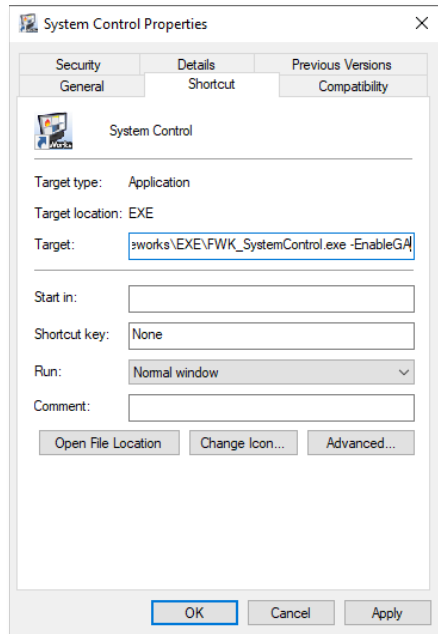 System Control Properties
Security Details Previous Versions
General Shortcut Compatibility
Works
System Control
Target type: Application
Target location: EXE
Target: eworks\EXE\FWK_SystemControl.exe -EnableGA
Start in:
Shortcut key: None
Run: Normal window
Comment:
Open File Location Change Icon... Advanced...
OK Cancel Apply